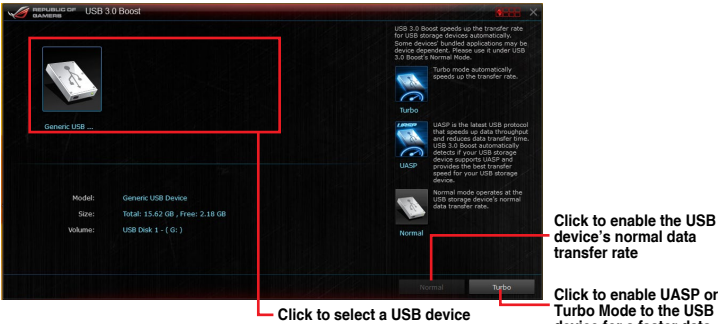 REPUBLIC OF
GAMERS
USB 3.0 Boost
USB 3.0 Boost speeds up the transfer rate
for USB storage devices automatically.
Some devices' bundled applications may be
device dependent. Please use it under USB
3.0 Boost's Normal Mode.
Turbo mode automatically
speeds up the transfer rate.
Turbo
Generic USB ...
UASP is the latest USB protocol
that speeds up data throughput
and reduces data transfer time.
USB 3.0 Boost automatically
detects if your USB storage
device supports UASP and
provides the best transfer
speed for your USB storage
device.
UASP
Normal mode operates at the
USB storage device's normal
data transfer rate.
Normal
Model: Generic USB Device
Size: Total: 15.62 GB , Free: 2.18 GB
Volume: USB Disk 1 - ( G: )
Normal
Turbo
Click to enable the USB
device's normal data
transfer rate
Click to select a USB device
Click to enable UASP or
Turbo Mode to the USB
device for a faster data